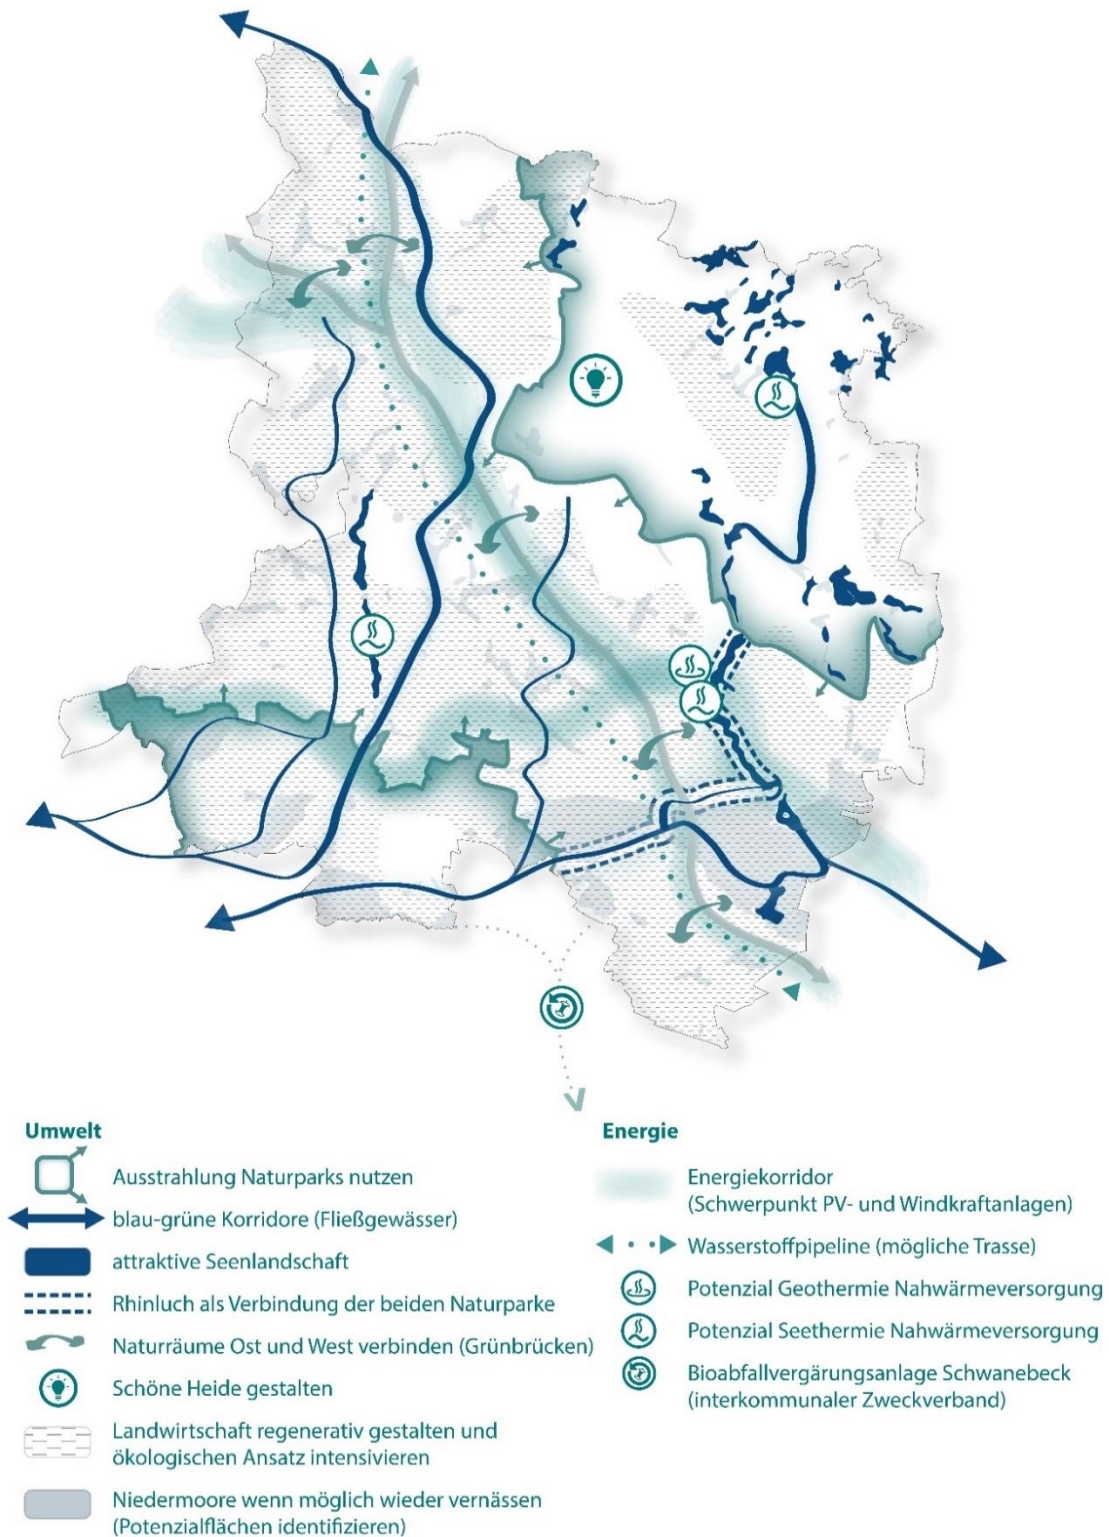 Umwelt
Ausstrahlung Naturparks nutzen
blau-grüne Korridore (Fließgewässer)
attraktive Seenlandschaft
Rhinluch als Verbindung der beiden Naturparke
Naturräume Ost und West verbinden (Grünbrücken)
Schöne Heide gestalten
Landwirtschaft regenerativ gestalten und
ökologischen Ansatz intensivieren
Niedermoore wenn möglich wieder vernässen
(Potenzialflächen identifizieren)
Energie
Energiekorridor
(Schwerpunkt PV- und Windkraftanlagen)
Wasserstoffpipeline (mögliche Trasse)
Potenzial Geothermie Nahwärmeversorgung
Potenzial Seethermie Nahwärmeversorgung
Bioabfallvergärungsanlage Schwanebeck
(interkommunaler Zweckverband)